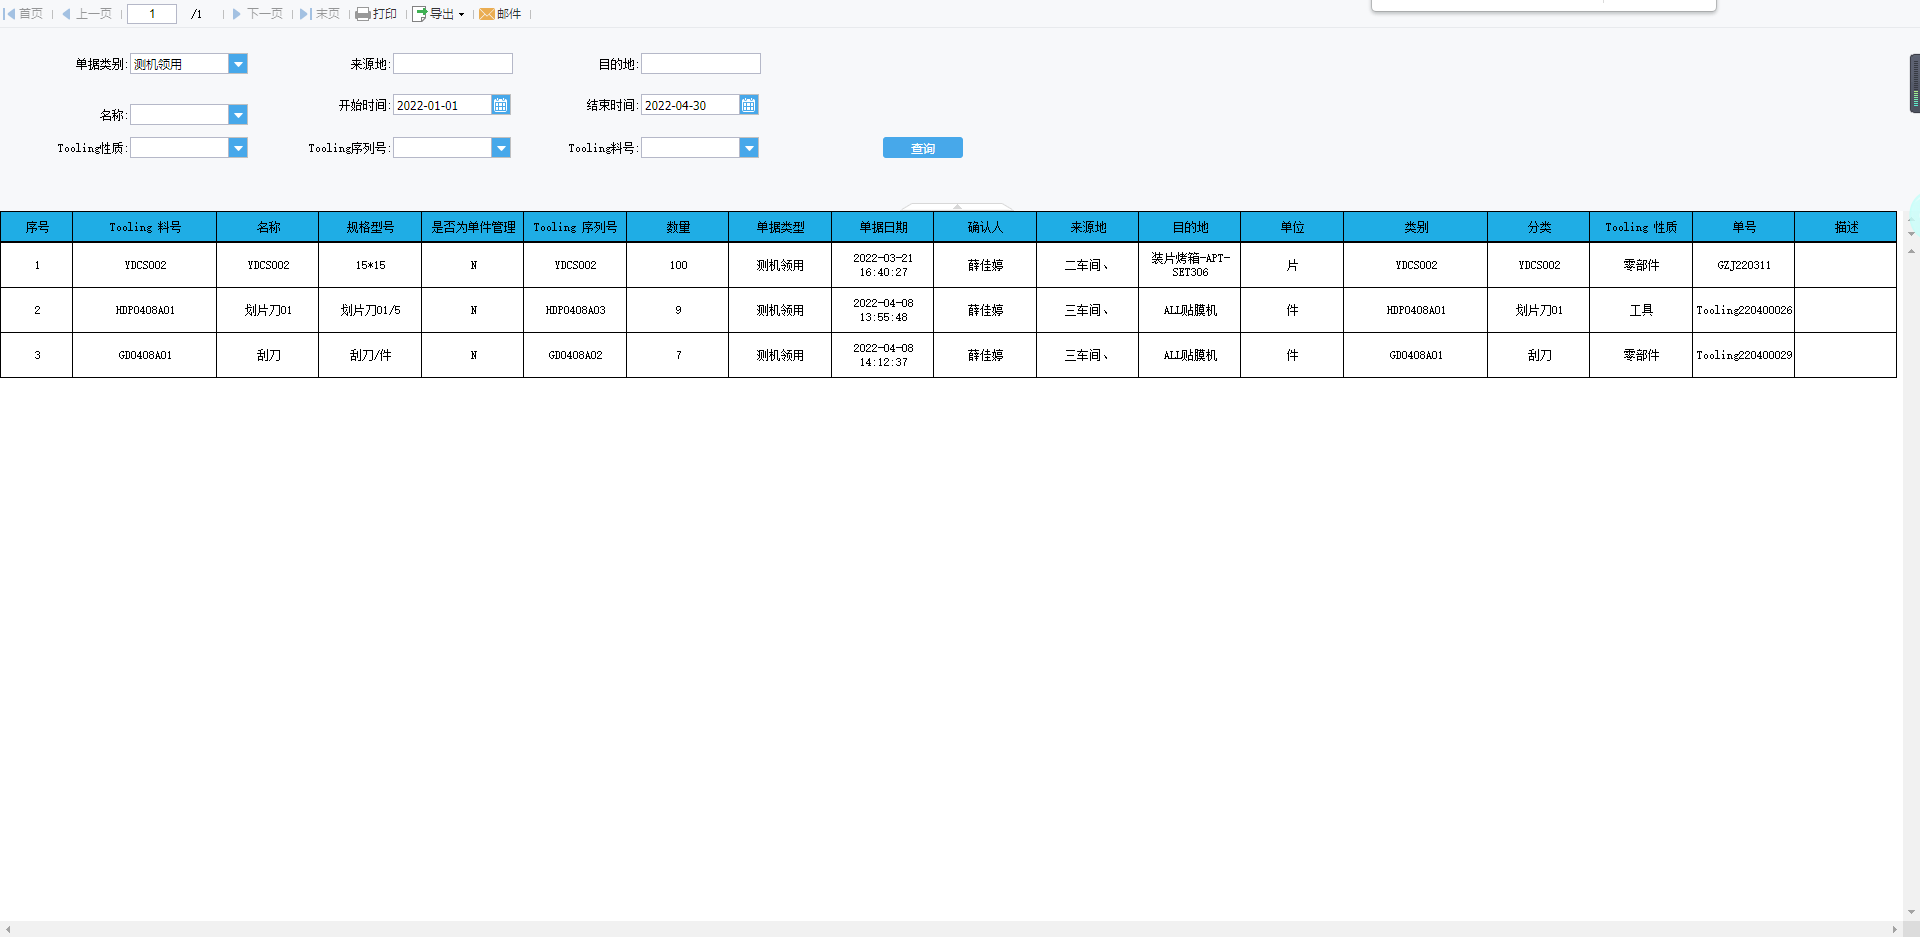 首页 上一页 1 /1 下一页 末页 打印 导出 邮件
单据类别: 测机领用 来源地: 目的地:
名称: 开始时间: 2022-01-01 结束时间: 2022-04-30
Tooling性质: Tooling序列号: Tooling料号: 查询
序号 Tooling 料号 名称 规格型号 是否为单件管理 Tooling 序列号 数量 单据类型 单据日期 确认人 来源地 目的地 单位 类别 分类 Tooling 性质 单号 描述
1 YDCS002 YDCS002 15*15 N YDCS002 100 测机领用 2022-03-21 16:40:27 薛佳婷 二车间、 装片烤箱-APT-SET306 片 YDCS002 YDCS002 零部件 GZJ220311
2 HDP0408A01 划片刀01 划片刀01/5 N HDP0408A03 9 测机领用 2022-04-08 13:55:48 薛佳婷 三车间、 ALL贴膜机 件 HDP0408A01 划片刀01 工具 Tooling220400026
3 GD0408A01 刮刀 刮刀/件 N GD0408A02 7 测机领用 2022-04-08 14:12:37 薛佳婷 三车间、 ALL贴膜机 件 GD0408A01 刮刀 零部件 Tooling220400029